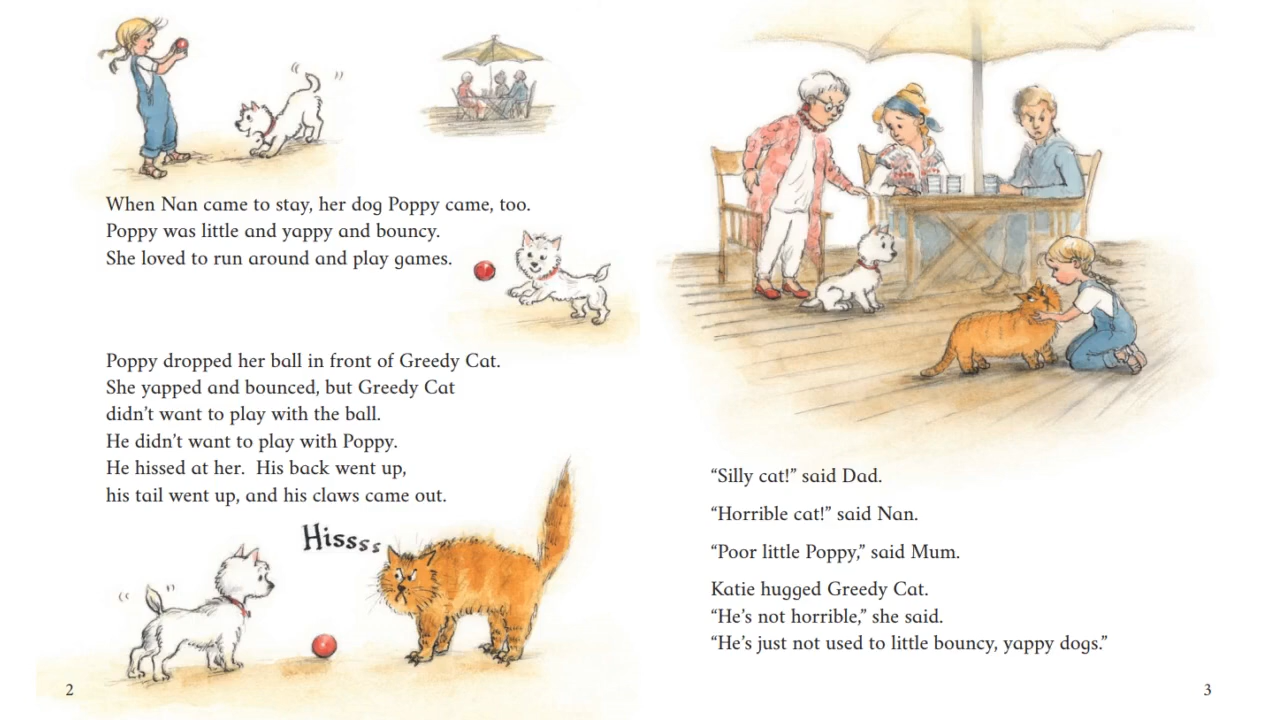 When Nan came to stay, her dog Poppy came, too.
Poppy was little and yappy and bouncy.
She loved to run around and play games.
Poppy dropped her ball in front of Greedy Cat.
She yapped and bounced, but Greedy Cat
didn’t want to play with the ball.
He didn’t want to play with Poppy.
He hissed at her.  His back went up,
his tail went up, and his claws came out.
Hissss
2
“Silly cat!” said Dad.
“Horrible cat!” said Nan.
“Poor little Poppy,” said Mum.
Katie hugged Greedy Cat.
“He’s not horrible,” she said.
“He’s just not used to little bouncy, yappy dogs.”
3